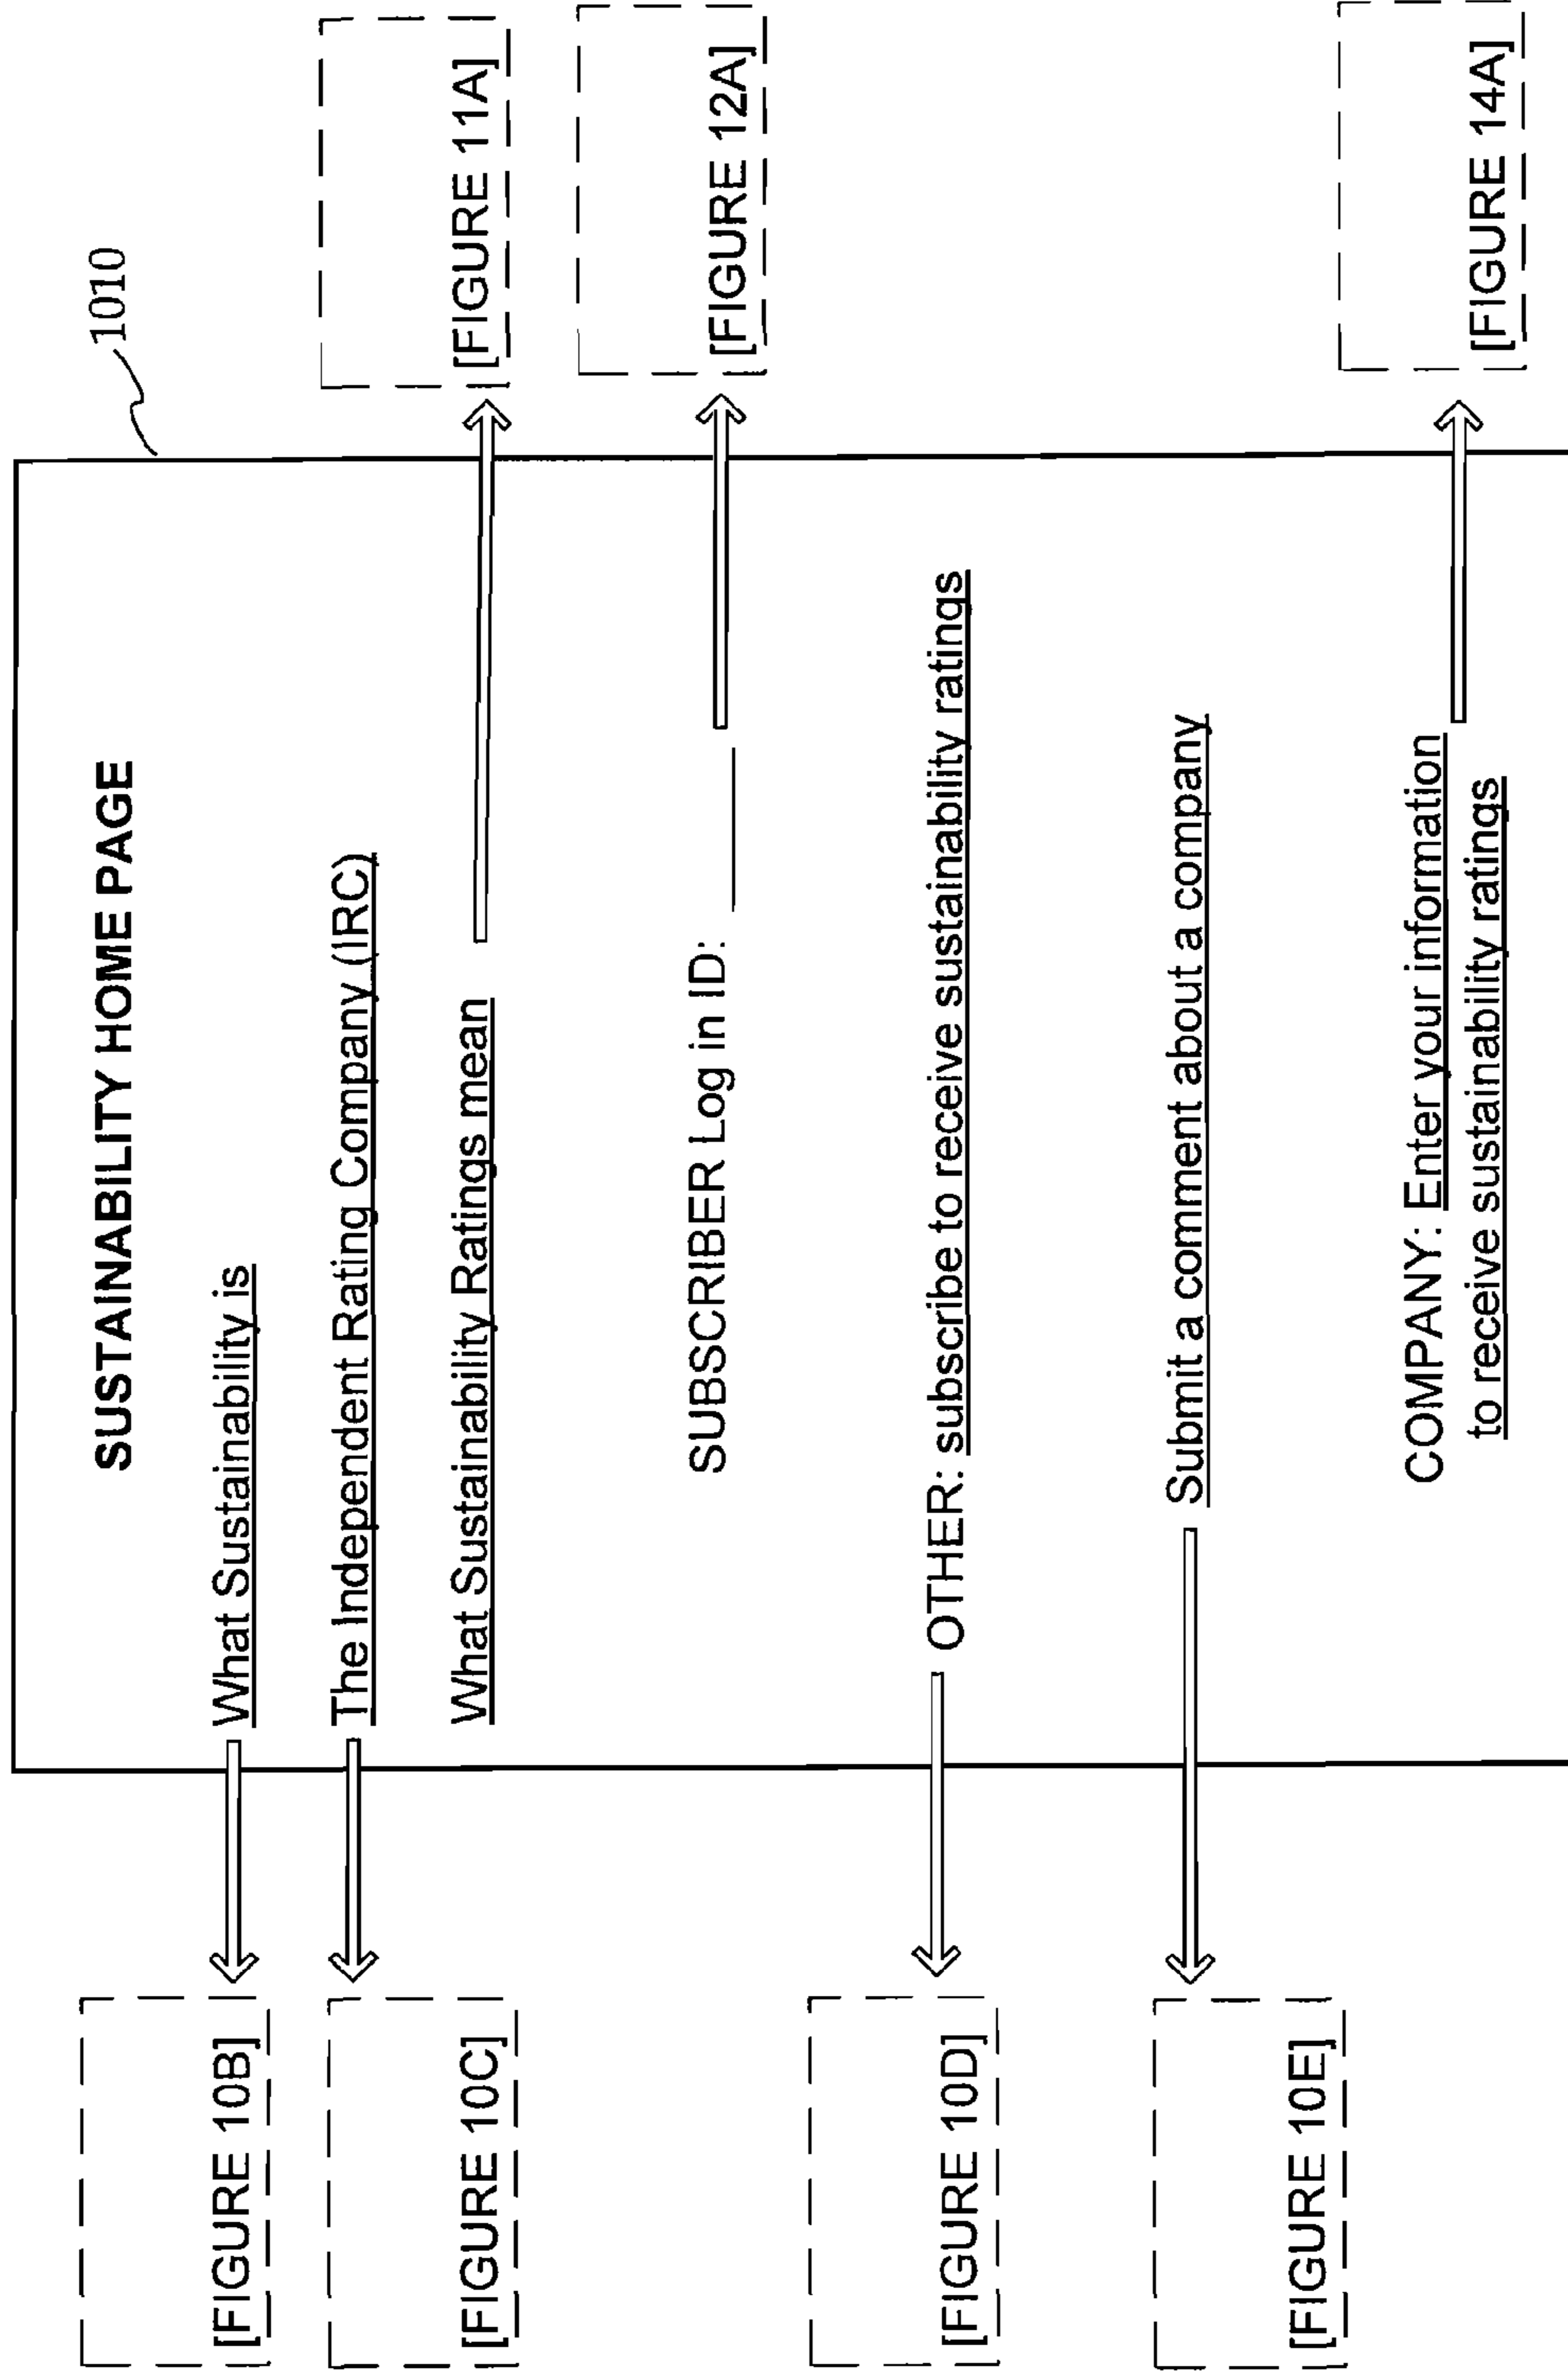 1010
SUSTAINABILITY HOME PAGE
What Sustainability is
[FIGURE 10B]
The Independent Rating Company (IRC)
[FIGURE 10C]
What Sustainability Ratings mean
[FIGURE 11A]
SUBSCRIBER Log in ID: ____
[FIGURE 12A]
OTHER: subscribe to receive sustainability ratings
[FIGURE 10D]
Submit a comment about a company
[FIGURE 10E]
COMPANY: Enter your information
to receive sustainability ratings
[FIGURE 14A]